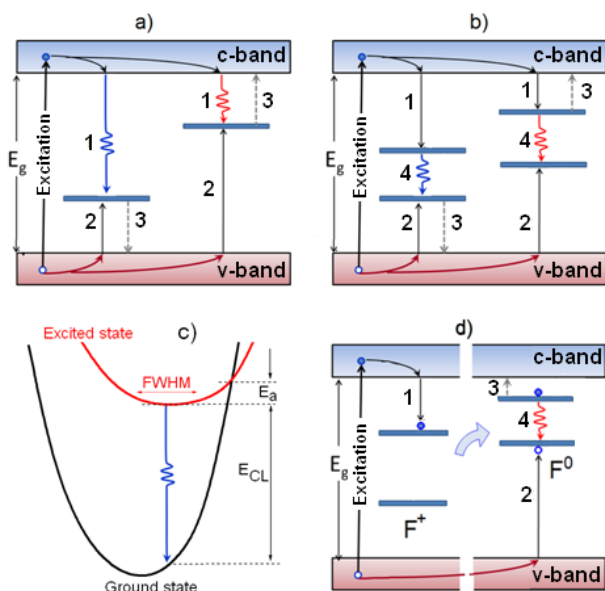 a)
c-band
1
1
3
Eg
Excitation
2
3
2
v-band
b)
c-band
1
1
3
4
4
Eg
Excitation
2
3
2
v-band
c)
Excited state
FWHM
Ea
ECL
Ground state
d)
c-band
1
3
4
Eg
Excitation
F+
F0
2
v-band